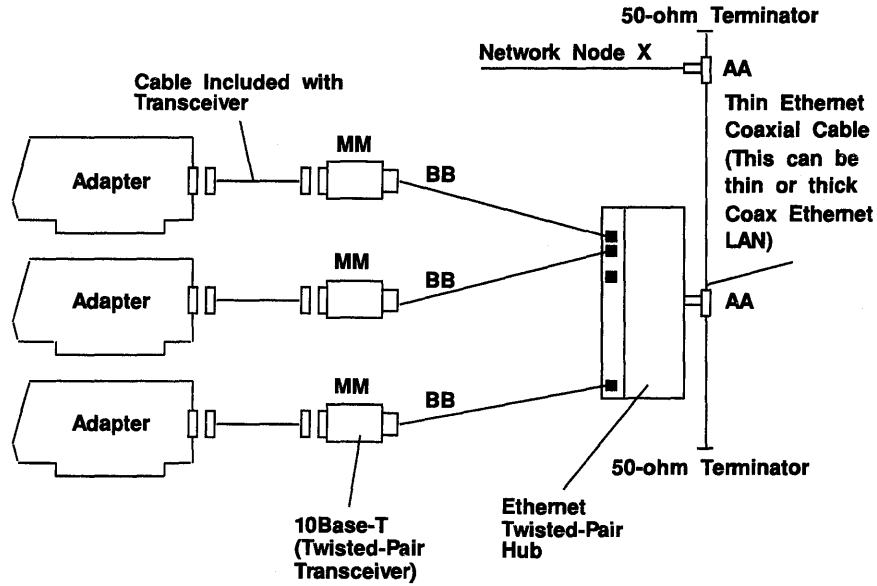 50-ohm Terminator
Network Node X
AA
Cable Included with
Transceiver
Thin Ethernet
Coaxial Cable
(This can be
thin or thick
Coax Ethernet
LAN)
MM
Adapter
BB
MM
Adapter
BB
AA
MM
Adapter
BB
50-ohm Terminator
10Base-T
(Twisted-Pair
Transceiver)
Ethernet
Twisted-Pair
Hub